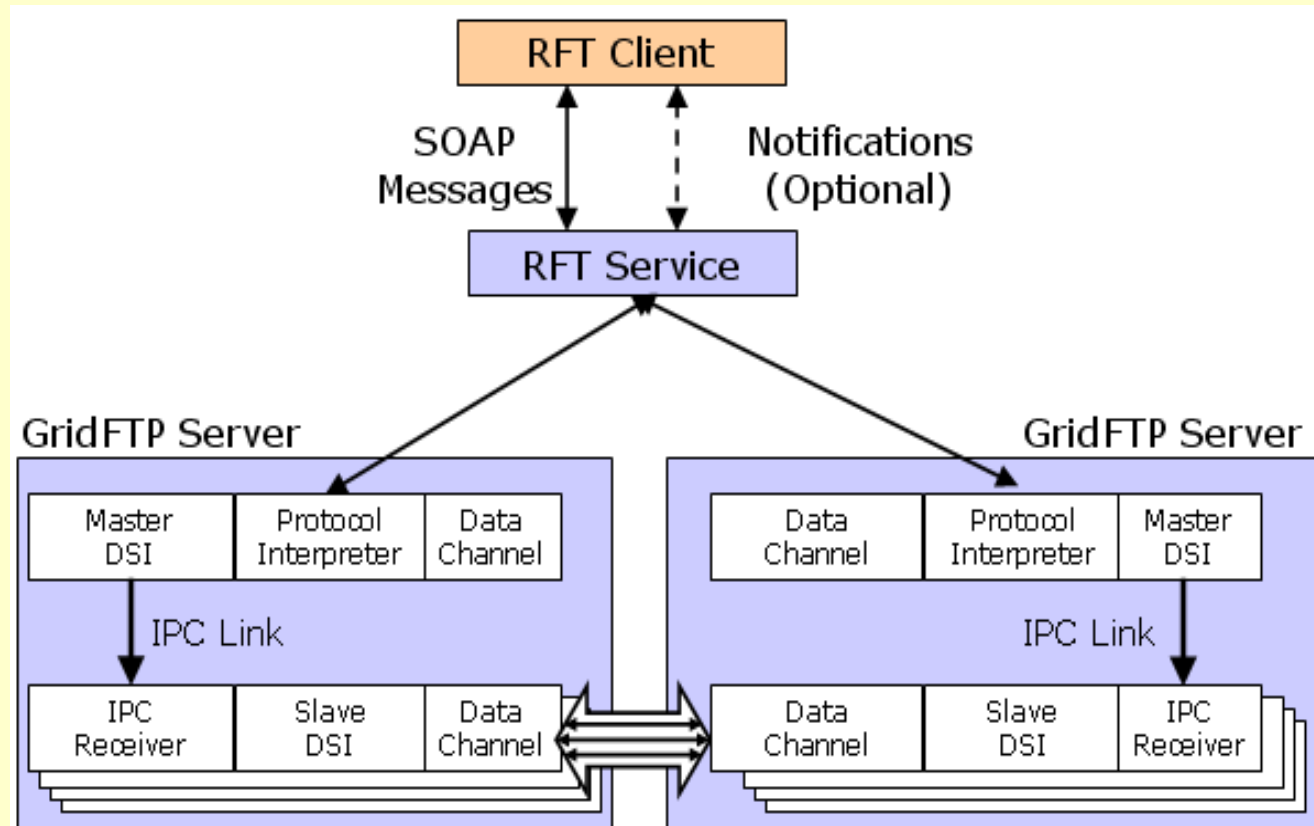 RFT Client
SOAP
Messages
Notifications
(Optional)
RFT Service
GridFTP Server
GridFTP Server
Master
DSI
Protocol
Interpreter
Data
Channel
Data
Channel
Protocol
Interpreter
Master
DSI
IPC Link
IPC Link
IPC
Receiver
Slave
DSI
Data
Channel
Data
Channel
Slave
DSI
IPC
Receiver